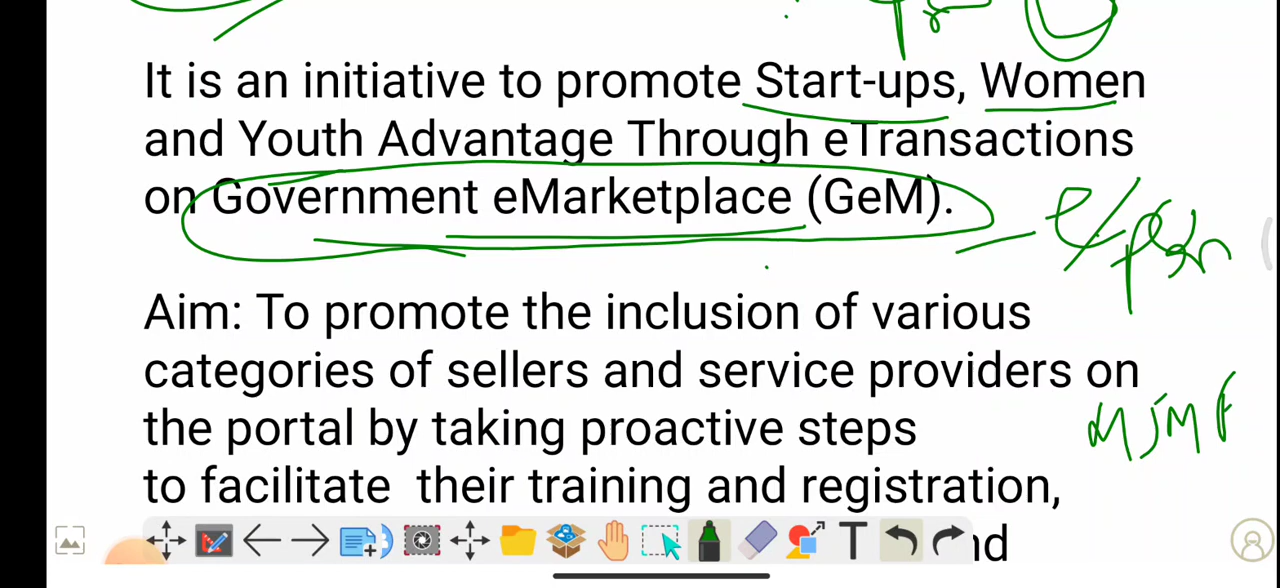 It is an initiative to promote Start-ups, Women
and Youth Advantage Through eTransactions
on Government eMarketplace (GeM).
Aim: To promote the inclusion of various
categories of sellers and service providers on
the portal by taking proactive steps
to facilitate their training and registration,